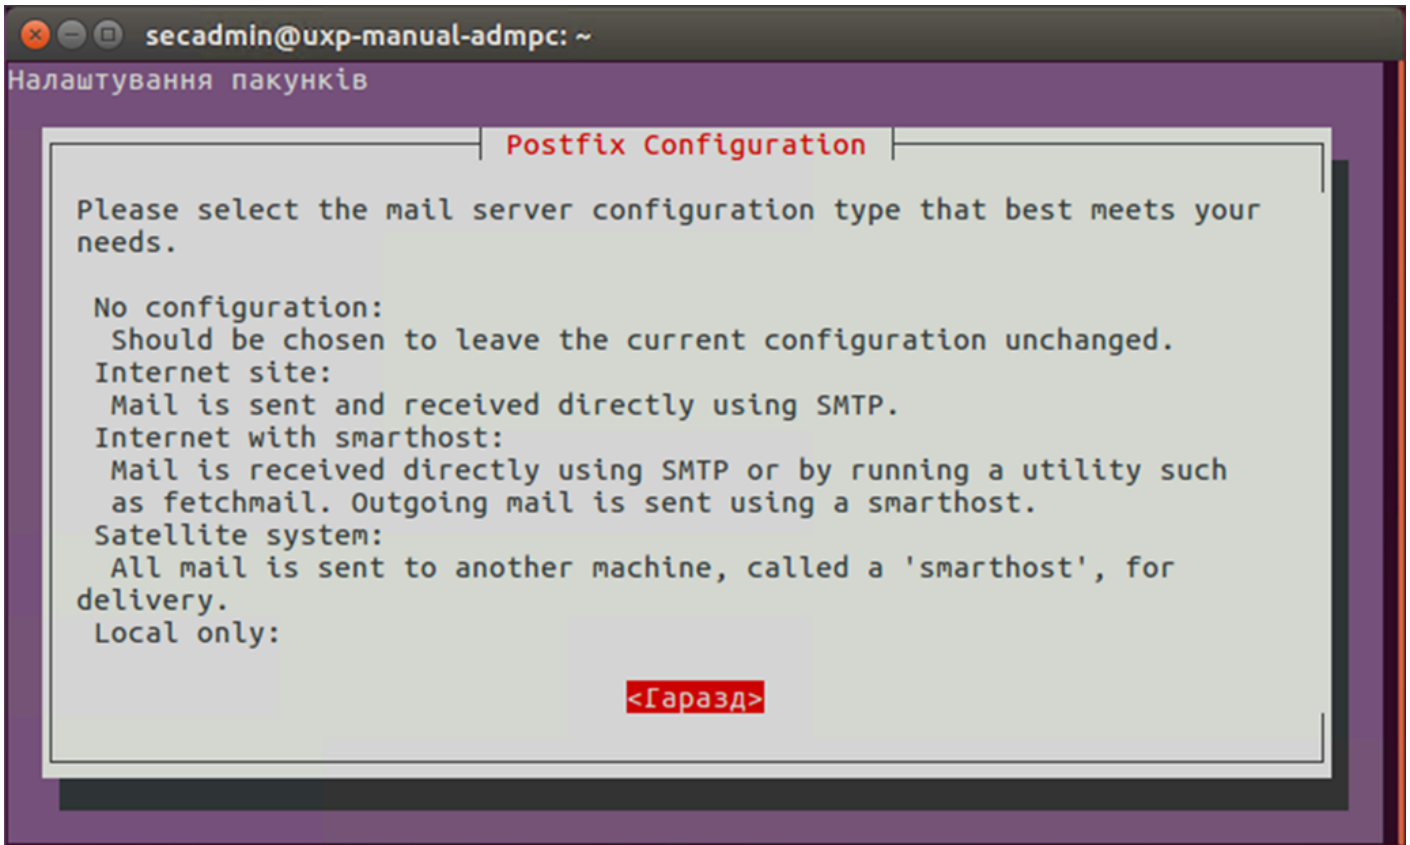 secadmin@uxp-manual-admpc: ~
Налаштування пакунків
Postfix Configuration
Please select the mail server configuration type that best meets your
needs.
No configuration:
Should be chosen to leave the current configuration unchanged.
Internet site:
Mail is sent and received directly using SMTP.
Internet with smarthost:
Mail is received directly using SMTP or by running a utility such
as fetchmail. Outgoing mail is sent using a smarthost.
Satellite system:
All mail is sent to another machine, called a 'smarthost', for
delivery.
Local only:
<Гаразд>